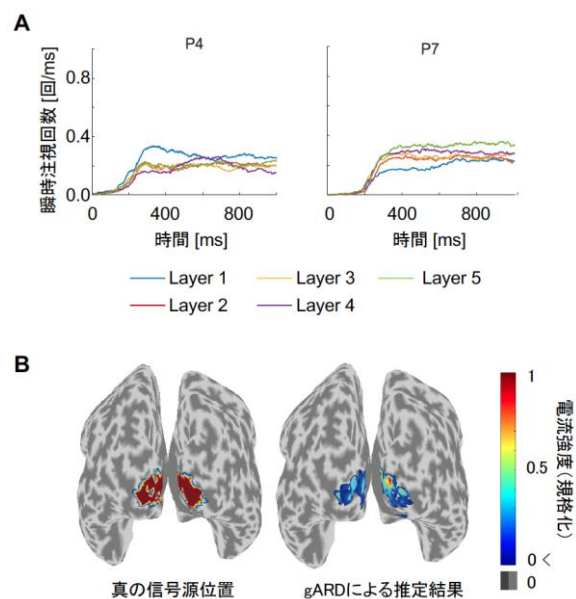 A
P4
P7
瞬時注視回数 [回/ms]
0.8
0.4
0.0
0
400
800
0
400
800
時間 [ms]
時間 [ms]
Layer 1
Layer 3
Layer 5
Layer 2
Layer 4
B
1
0.5
0 <
0
電流強度(規格化)
真の信号源位置
gARDによる推定結果